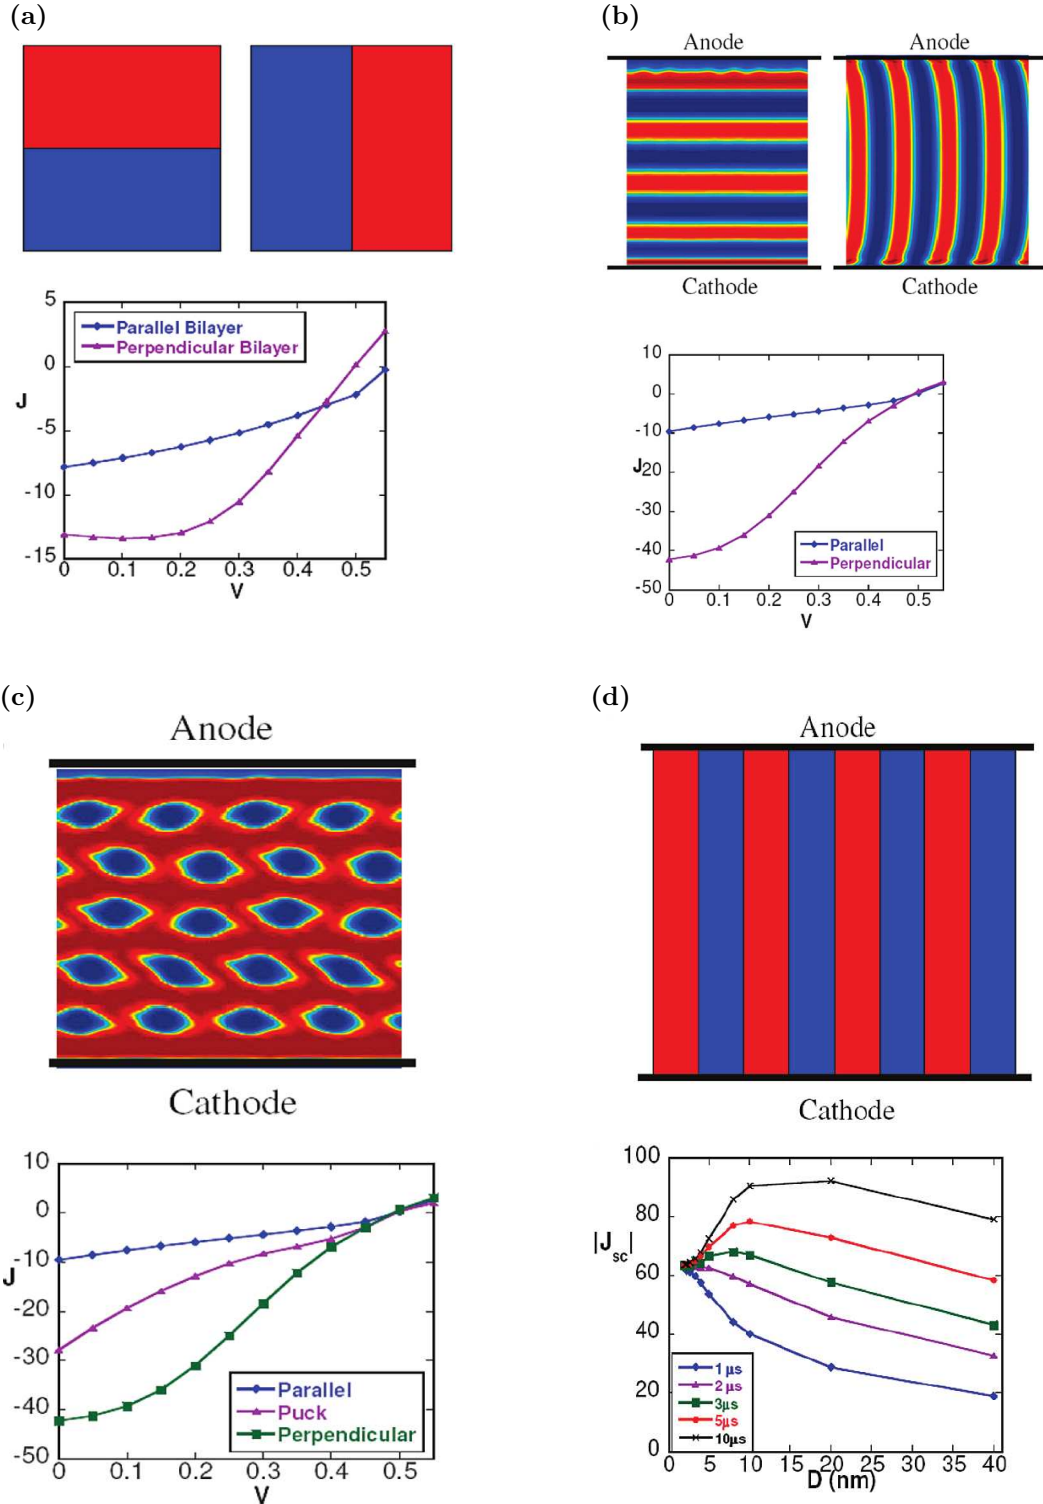 (a)
5
0
-5
-10
-15
J
Parallel Bilayer
Perpendicular Bilayer
0 0.1 0.2 0.3 0.4 0.5
V
(b)
Anode Anode
Cathode Cathode
10
0
-10
-20
-30
-40
-50
J
Parallel
Perpendicular
0 0.1 0.2 0.3 0.4 0.5
V
(c)
Anode
Cathode
10
0
-10
-20
-30
-40
-50
J
Parallel
Puck
Perpendicular
0 0.1 0.2 0.3 0.4 0.5
V
(d)
Anode
Cathode
100
80
60
40
20
0
|Jsc|
1 μs
2 μs
3μs
5μs
10μs
0 5 10 15 20 25 30 35 40
D (nm)